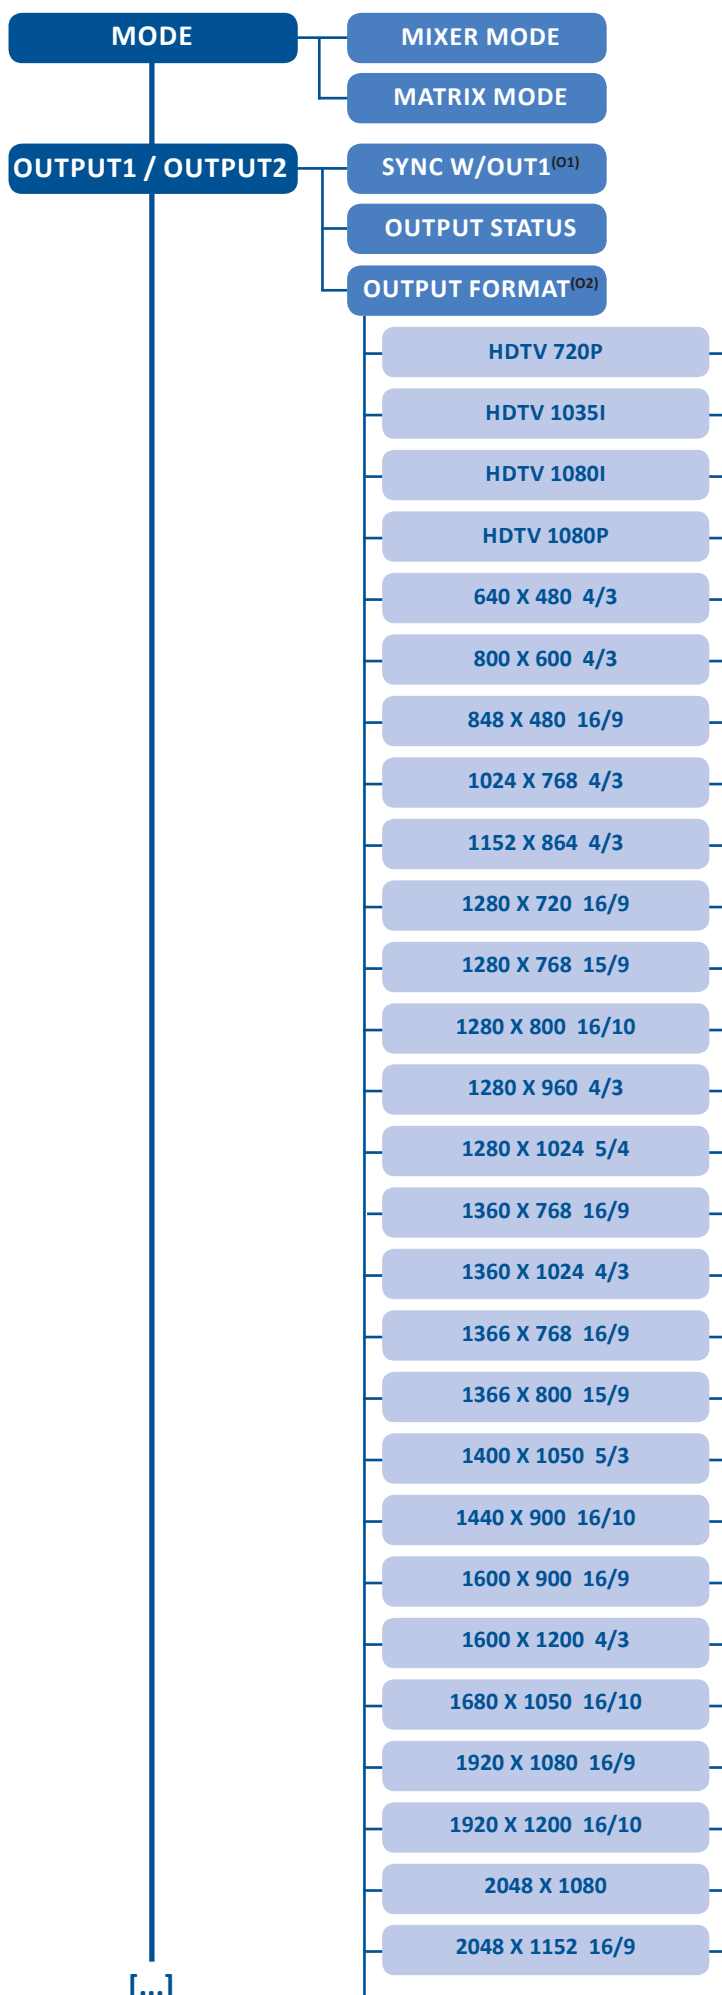 MODE
MIXER MODE
MATRIX MODE
OUTPUT1 / OUTPUT2
SYNC W/OUT1(O1)
OUTPUT STATUS
OUTPUT FORMAT(O2)
HDTV 720P
HDTV 1035I
HDTV 1080I
HDTV 1080P
640 X 480 4/3
800 X 600 4/3
848 X 480 16/9
1024 X 768 4/3
1152 X 864 4/3
1280 X 720 16/9
1280 X 768 15/9
1280 X 800 16/10
1280 X 960 4/3
1280 X 1024 5/4
1360 X 768 16/9
1360 X 1024 4/3
1366 X 768 16/9
1366 X 800 15/9
1400 X 1050 5/3
1440 X 900 16/10
1600 X 900 16/9
1600 X 1200 4/3
1680 X 1050 16/10
1920 X 1080 16/9
1920 X 1200 16/10
2048 X 1080
2048 X 1152 16/9
[...]